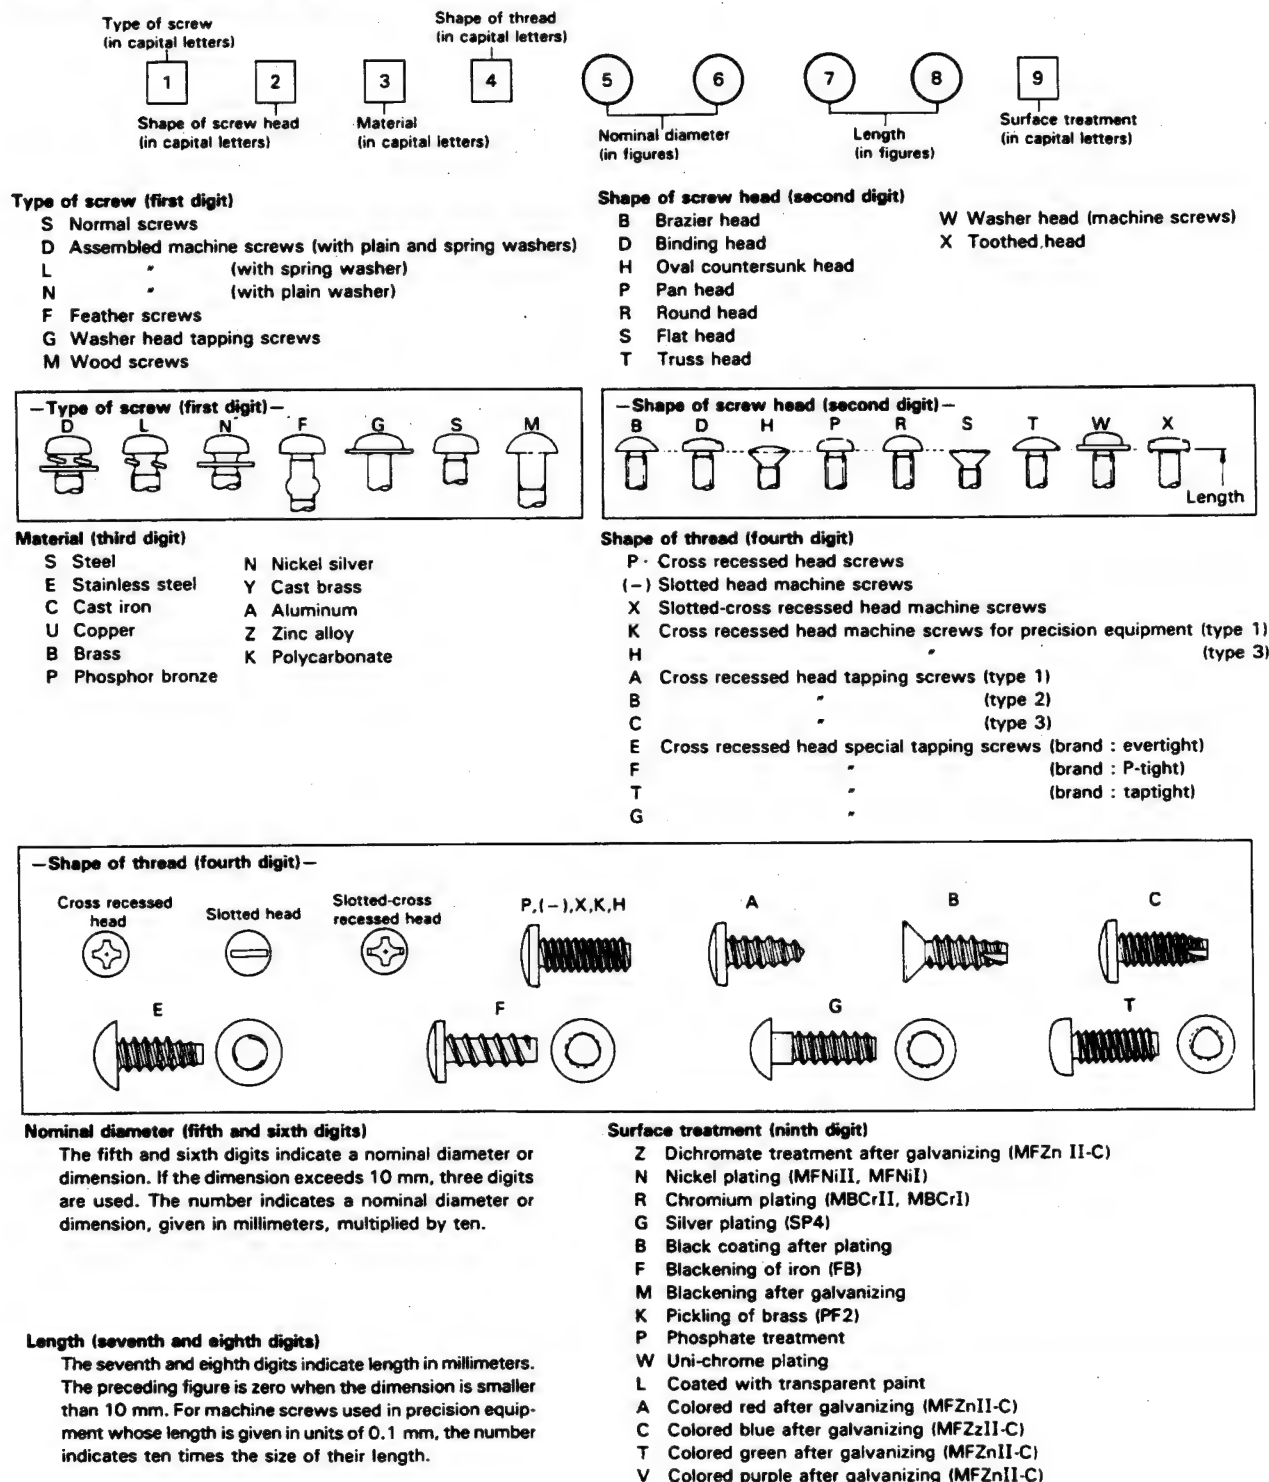 Type of screw
(in capital letters)
Shape of thread
(in capital letters)
1 2 3 4 5 6 7 8 9
Shape of screw head
(in capital letters)
Material
(in capital letters)
Nominal diameter
(in figures)
Length
(in figures)
Surface treatment
(in capital letters)
Type of screw (first digit)
S Normal screws
D Assembled machine screws (with plain and spring washers)
L " (with spring washer)
N " (with plain washer)
F Feather screws
G Washer head tapping screws
M Wood screws
Shape of screw head (second digit)
B Brazier head
D Binding head
H Oval countersunk head
P Pan head
R Round head
S Flat head
T Truss head
W Washer head (machine screws)
X Toothed head
—Type of screw (first digit)—
D L N F G S M
—Shape of screw head (second digit)—
B D H P R S T W X
Length
Material (third digit)
S Steel
E Stainless steel
C Cast iron
U Copper
B Brass
P Phosphor bronze
N Nickel silver
Y Cast brass
A Aluminum
Z Zinc alloy
K Polycarbonate
Shape of thread (fourth digit)
P Cross recessed head screws
(−) Slotted head machine screws
X Slotted-cross recessed head machine screws
K Cross recessed head machine screws for precision equipment (type 1)
H " (type 3)
A Cross recessed head tapping screws (type 1)
B " (type 2)
C " (type 3)
E Cross recessed head special tapping screws (brand : evertight)
F " (brand : P-tight)
T " (brand : taptight)
G "
—Shape of thread (fourth digit)—
Cross recessed
head
Slotted head
Slotted-cross
recessed head
P,(−),X,K,H
A
B
C
E
F
G
T
Nominal diameter (fifth and sixth digits)
The fifth and sixth digits indicate a nominal diameter or
dimension. If the dimension exceeds 10 mm, three digits
are used. The number indicates a nominal diameter or
dimension, given in millimeters, multiplied by ten.
Length (seventh and eighth digits)
The seventh and eighth digits indicate length in millimeters.
The preceding figure is zero when the dimension is smaller
than 10 mm. For machine screws used in precision equip-
ment whose length is given in units of 0.1 mm, the number
indicates ten times the size of their length.
Surface treatment (ninth digit)
Z Dichromate treatment after galvanizing (MFZn II-C)
N Nickel plating (MFNiII, MFNiI)
R Chromium plating (MBCrII, MBCrI)
G Silver plating (SP4)
B Black coating after plating
F Blackening of iron (FB)
M Blackening after galvanizing
K Pickling of brass (PF2)
P Phosphate treatment
W Uni-chrome plating
L Coated with transparent paint
A Colored red after galvanizing (MFZnII-C)
C Colored blue after galvanizing (MFZzII-C)
T Colored green after galvanizing (MFZnII-C)
V Colored purple after galvanizing (MFZnII-C)